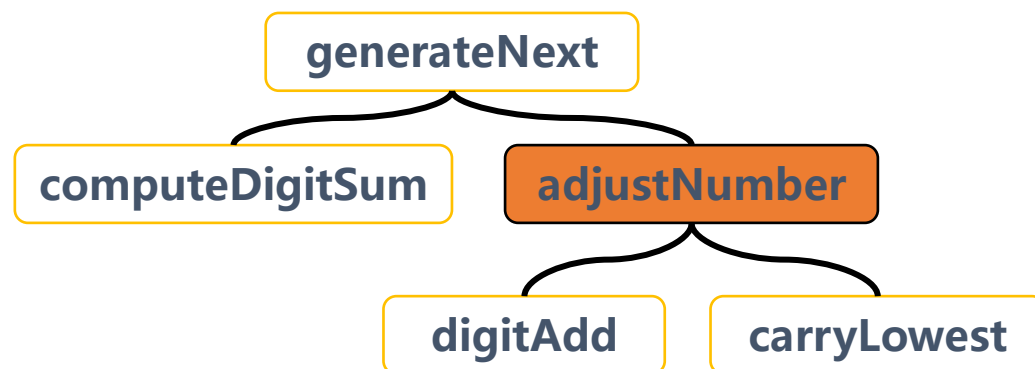 generateNext
computeDigitSum
adjustNumber
digitAdd
carryLowest